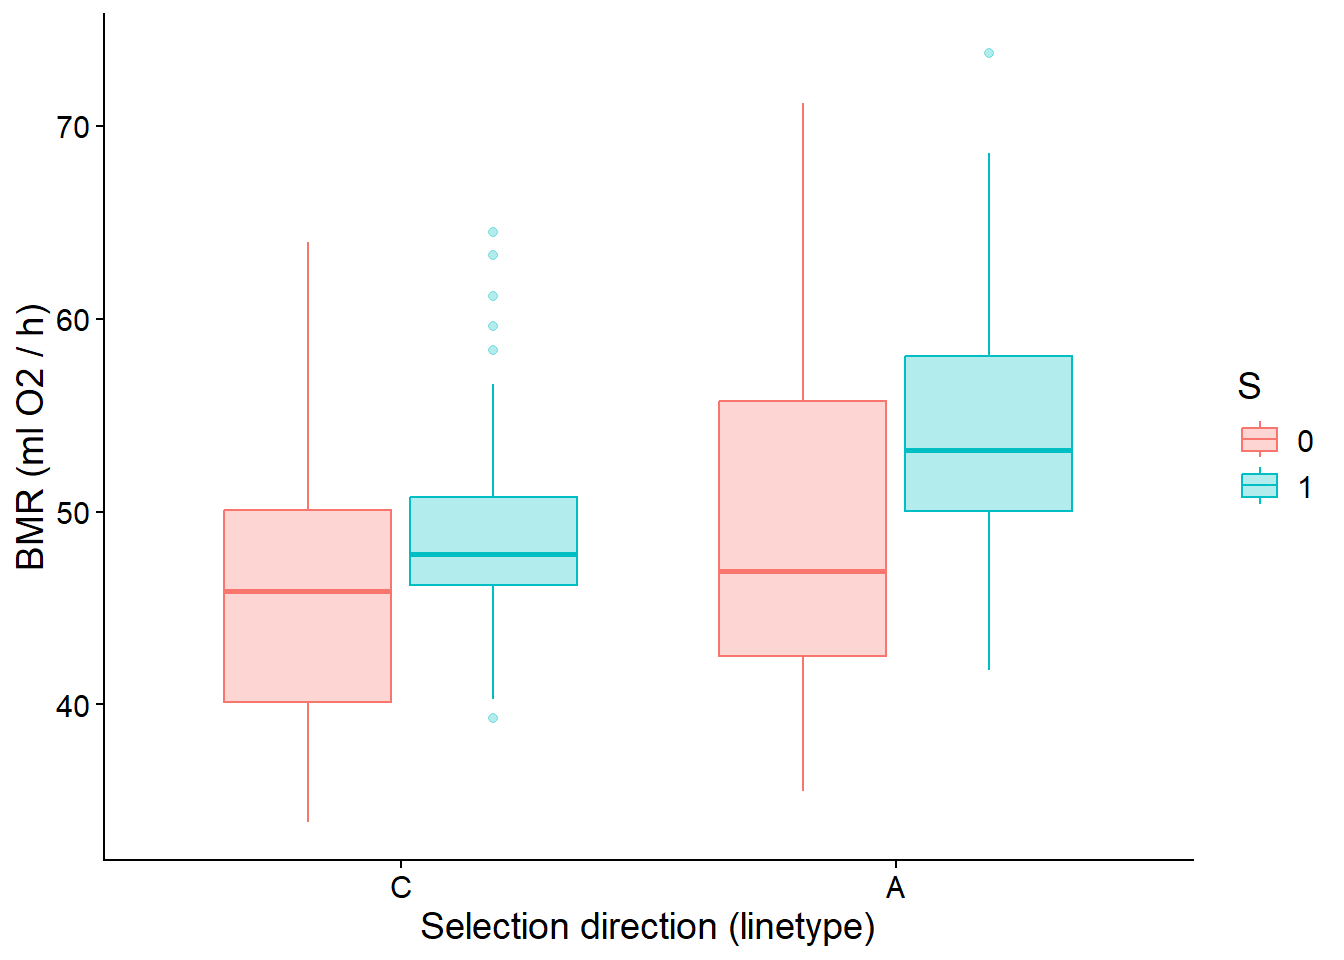 70
60
50
40
BMR (ml O2 / h)
C
A
Selection direction (linetype)
S
0
1